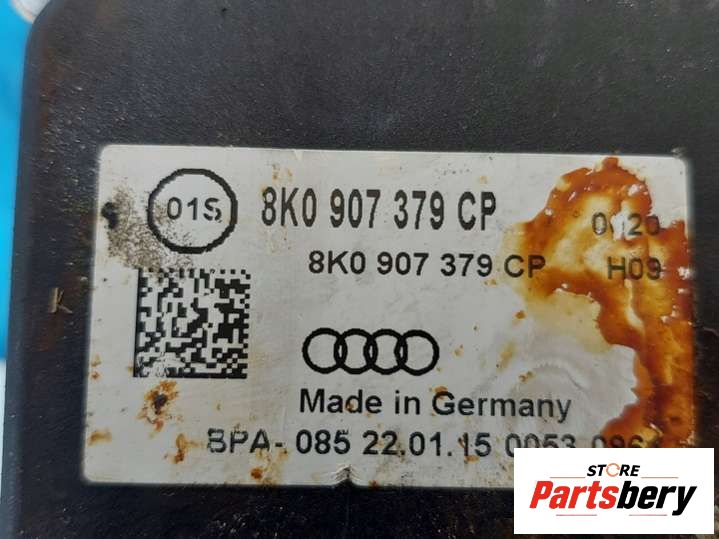 01S 8K0 907 379 CP
8K0 907 379 CP H09
Made in Germany
BPA- 085 22.01.15 0053
STORE
Partsbery